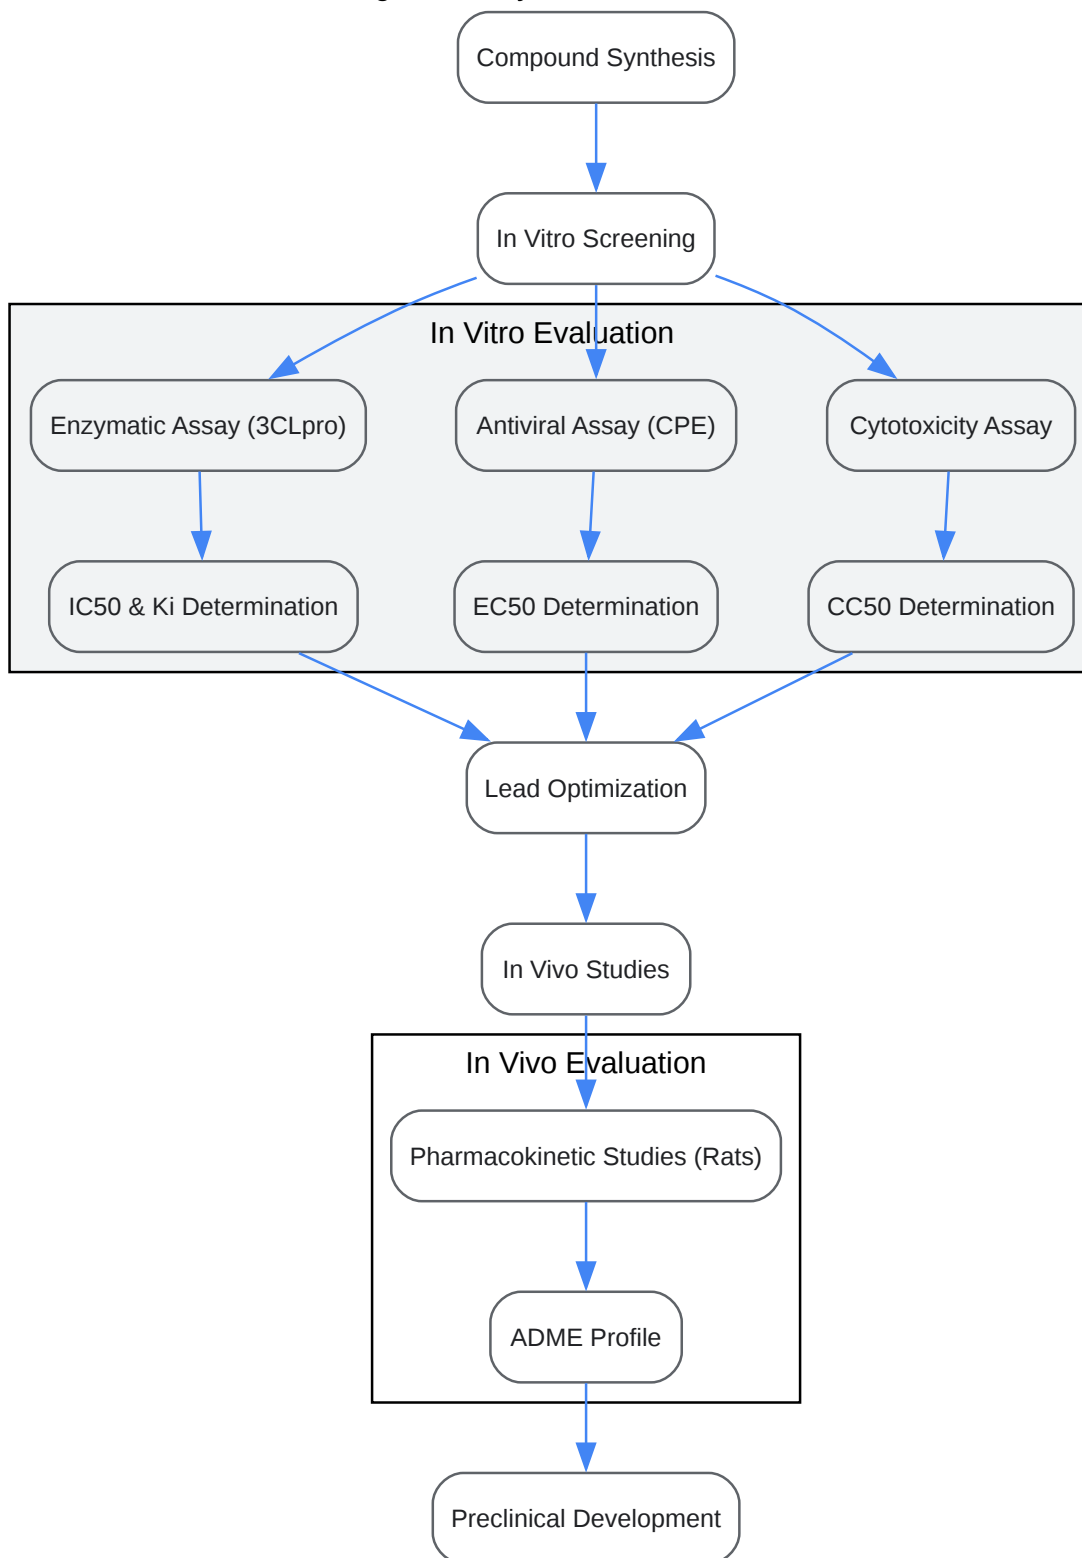 Compound Synthesis
In Vitro Screening
In Vitro Evaluation
Enzymatic Assay (3CLpro)
Antiviral Assay (CPE)
Cytotoxicity Assay
IC50 & Ki Determination
EC50 Determination
CC50 Determination
Lead Optimization
In Vivo Studies
In Vivo Evaluation
Pharmacokinetic Studies (Rats)
ADME Profile
Preclinical Development